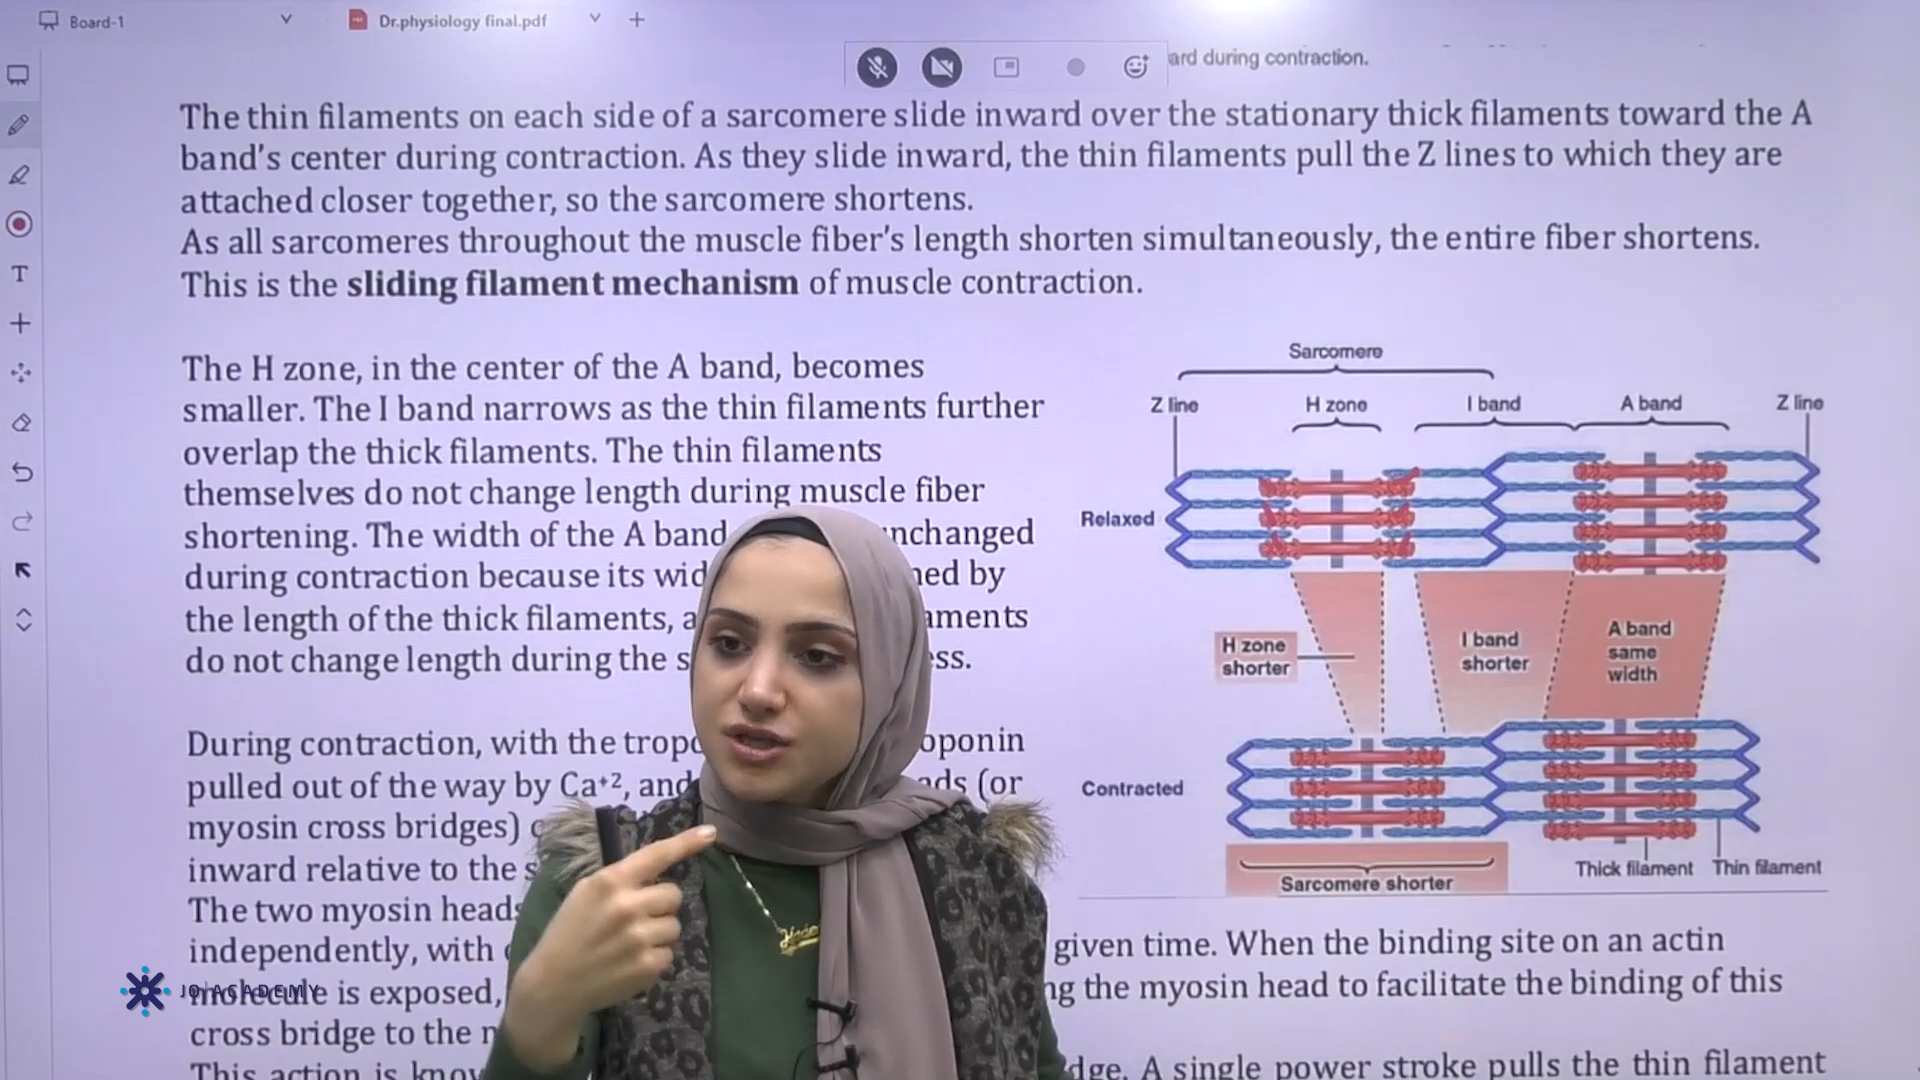 Board-1
Dr.physiology final.pdf
ard during contraction.
The thin filaments on each side of a sarcomere slide inward over the stationary thick filaments toward the A
band's center during contraction. As they slide inward, the thin filaments pull the Z lines to which they are
attached closer together, so the sarcomere shortens.
As all sarcomeres throughout the muscle fiber's length shorten simultaneously, the entire fiber shortens.
This is the sliding filament mechanism of muscle contraction.
The H zone, in the center of the A band, becomes
smaller. The I band narrows as the thin filaments further
overlap the thick filaments. The thin filaments
themselves do not change length during muscle fiber
shortening. The width of the A band nchanged
during contraction because its wid ned by
the length of the thick filaments, a aments
do not change length during the s ess.
During contraction, with the tropo oponin
pulled out of the way by Ca+2, and ds (or
myosin cross bridges)
inward relative to the s
The two myosin heads
independently, with given time. When the binding site on an actin
is exposed, ng the myosin head to facilitate the binding of this
cross bridge to the
This action is know dge. A single power stroke pulls the thin filament
Sarcomere
Z line H zone I band A band Z line
Relaxed
H zone
shorter
I band
shorter
A band
same
width
Contracted
Thick filament Thin filament
Sarcomere shorter
JO ACADEMY
T